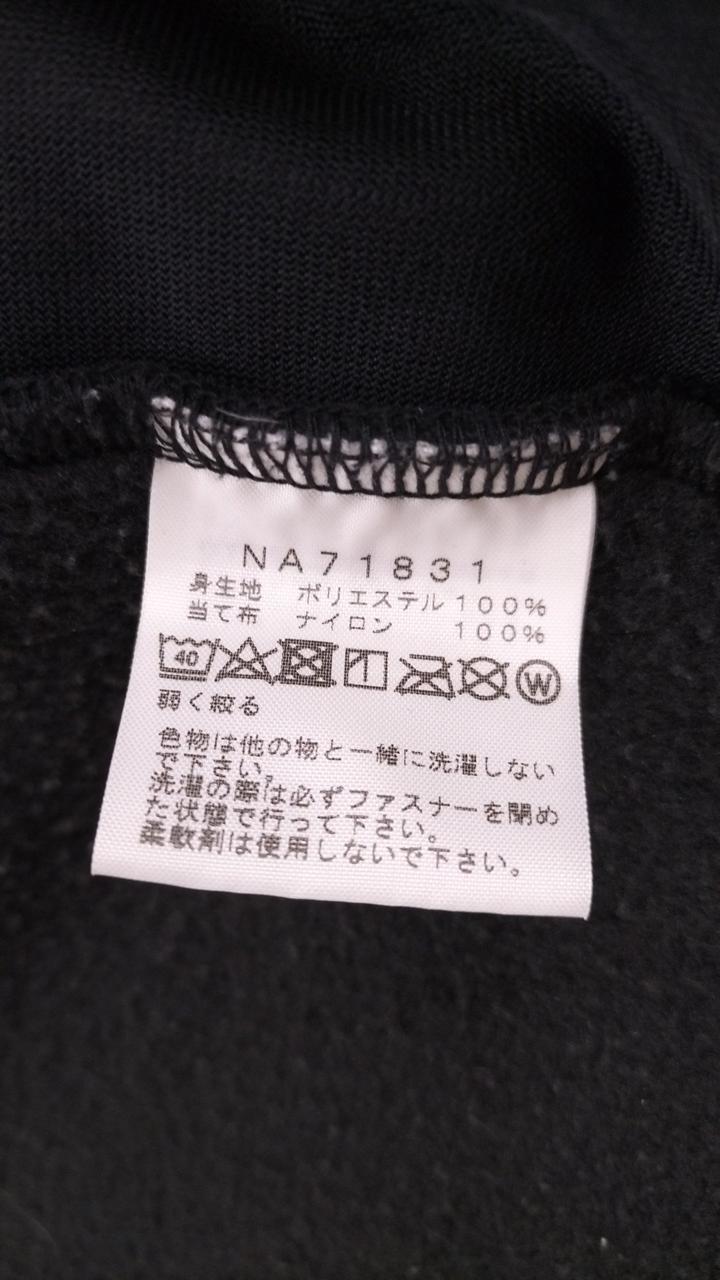 NA71831
身生地 ポリエステル 100%
当て布 ナイロン 100%
40 W
弱く絞る
色物は他の物と一緒に洗濯しない
で下さい。
洗濯の際は必ずファスナーを閉め
た状態で行って下さい。
柔軟剤は使用しないで下さい。